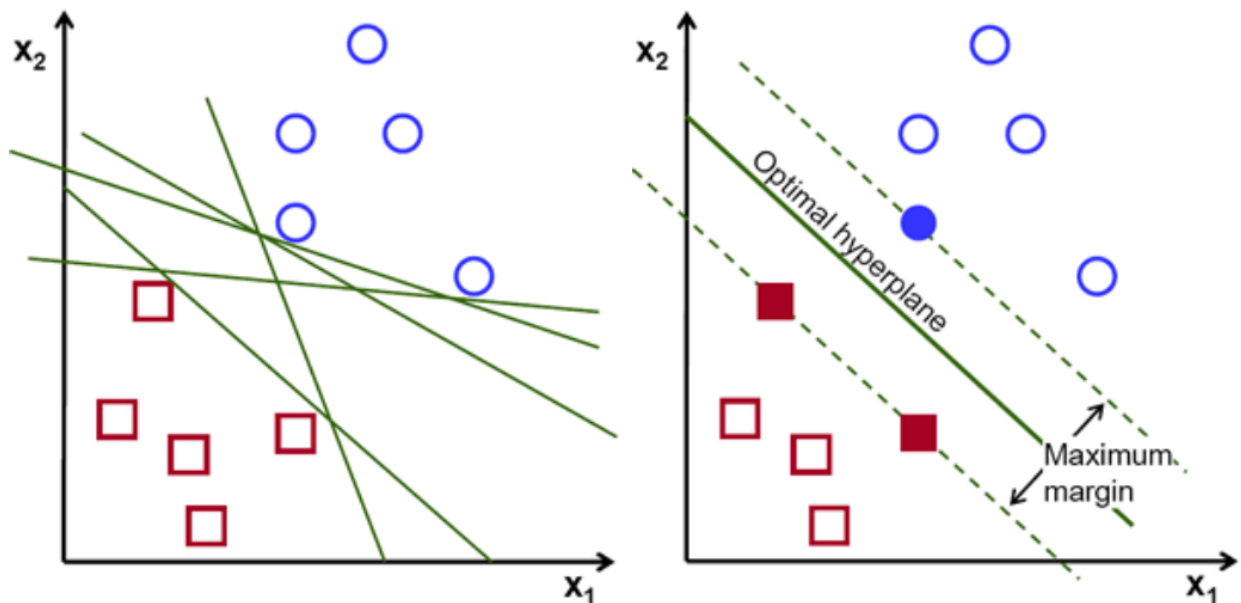 x₂
x₁
x₂
Optimal hyperplane
Maximum
margin
x₁